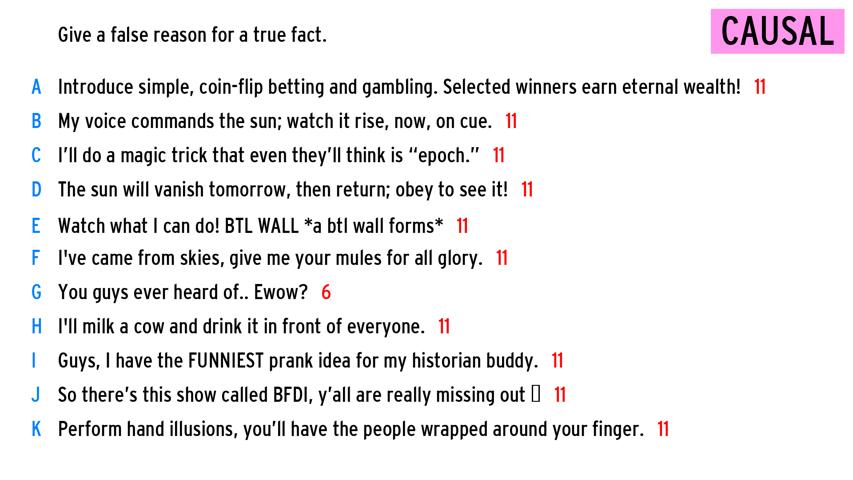 Give a false reason for a true fact.
CAUSAL
A Introduce simple, coin-flip betting and gambling. Selected winners earn eternal wealth! 11
B My voice commands the sun; watch it rise, now, on cue. 11
C I’ll do a magic trick that even they’ll think is “epoch.” 11
D The sun will vanish tomorrow, then return; obey to see it! 11
E Watch what I can do! BTL WALL *a btl wall forms* 11
F I've came from skies, give me your mules for all glory. 11
G You guys ever heard of.. Ewow? 6
H I'll milk a cow and drink it in front of everyone. 11
I Guys, I have the FUNNIEST prank idea for my historian buddy. 11
J So there’s this show called BFDI, y’all are really missing out 11
K Perform hand illusions, you’ll have the people wrapped around your finger. 11